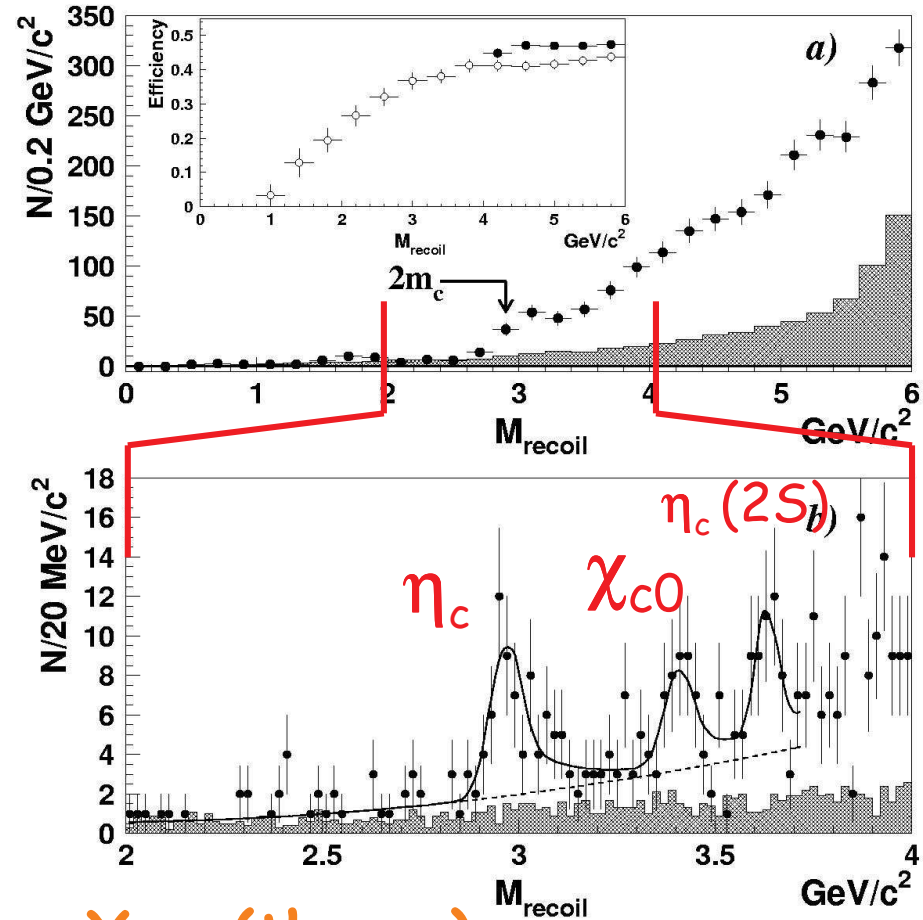 350
300
250
200
150
100
50
0
N/0.2 GeV/c²
a)
0.5
0.4
0.3
0.2
0.1
0
Efficiency
0 1 2 3 4 5 6
M_recoil GeV/c²
2m_c
0 1 2 3 4 5 6
M_recoil GeV/c²
18
16
14
12
10
8
6
4
2
0
N/20 MeV/c²
η_c (2S)
b)
χ_c0
η_c
2 2.5 3 3.5 4
M_recoil GeV/c²